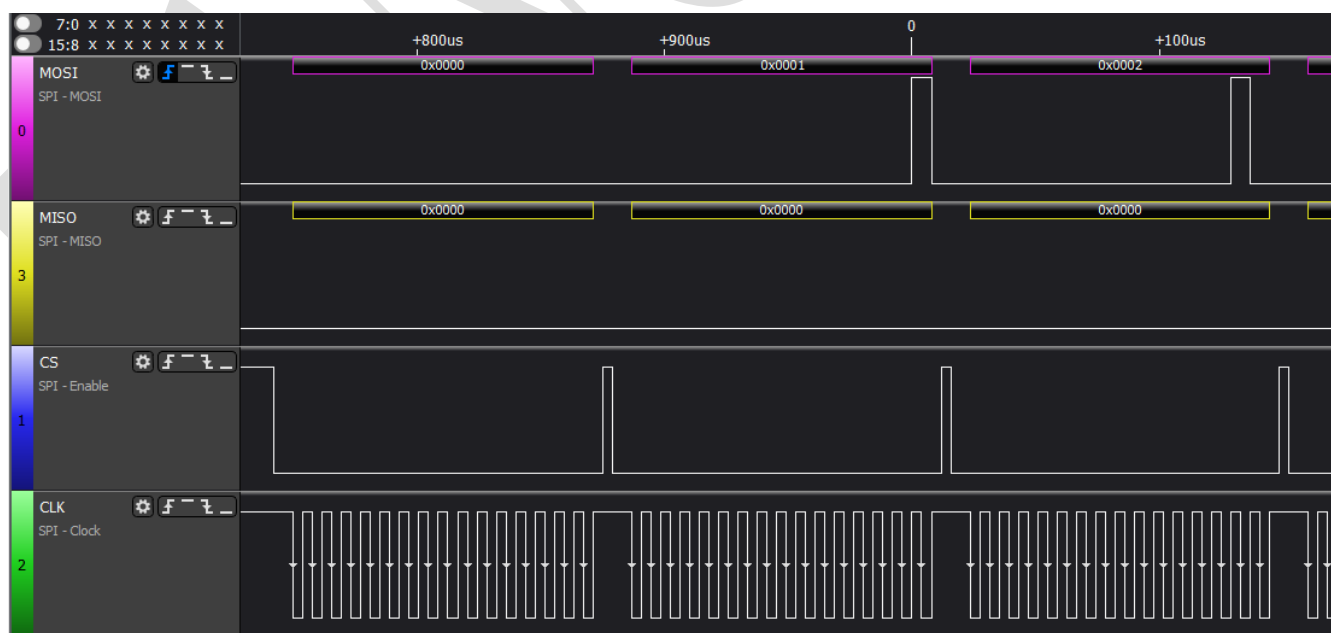 7:0 x x x x x x x x
15:8 x x x x x x x x
+800us +900us 0 +100us
MOSI
SPI - MOSI
0
0x0000 0x0001 0x0002
MISO
SPI - MISO
3
0x0000 0x0000 0x0000
CS
SPI - Enable
1
CLK
SPI - Clock
2